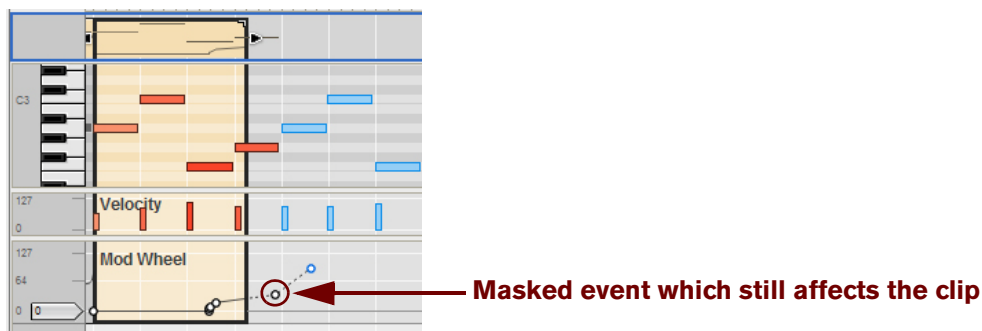 C3
127
Velocity
0
127
Mod Wheel
64
0 0
Masked event which still affects the clip